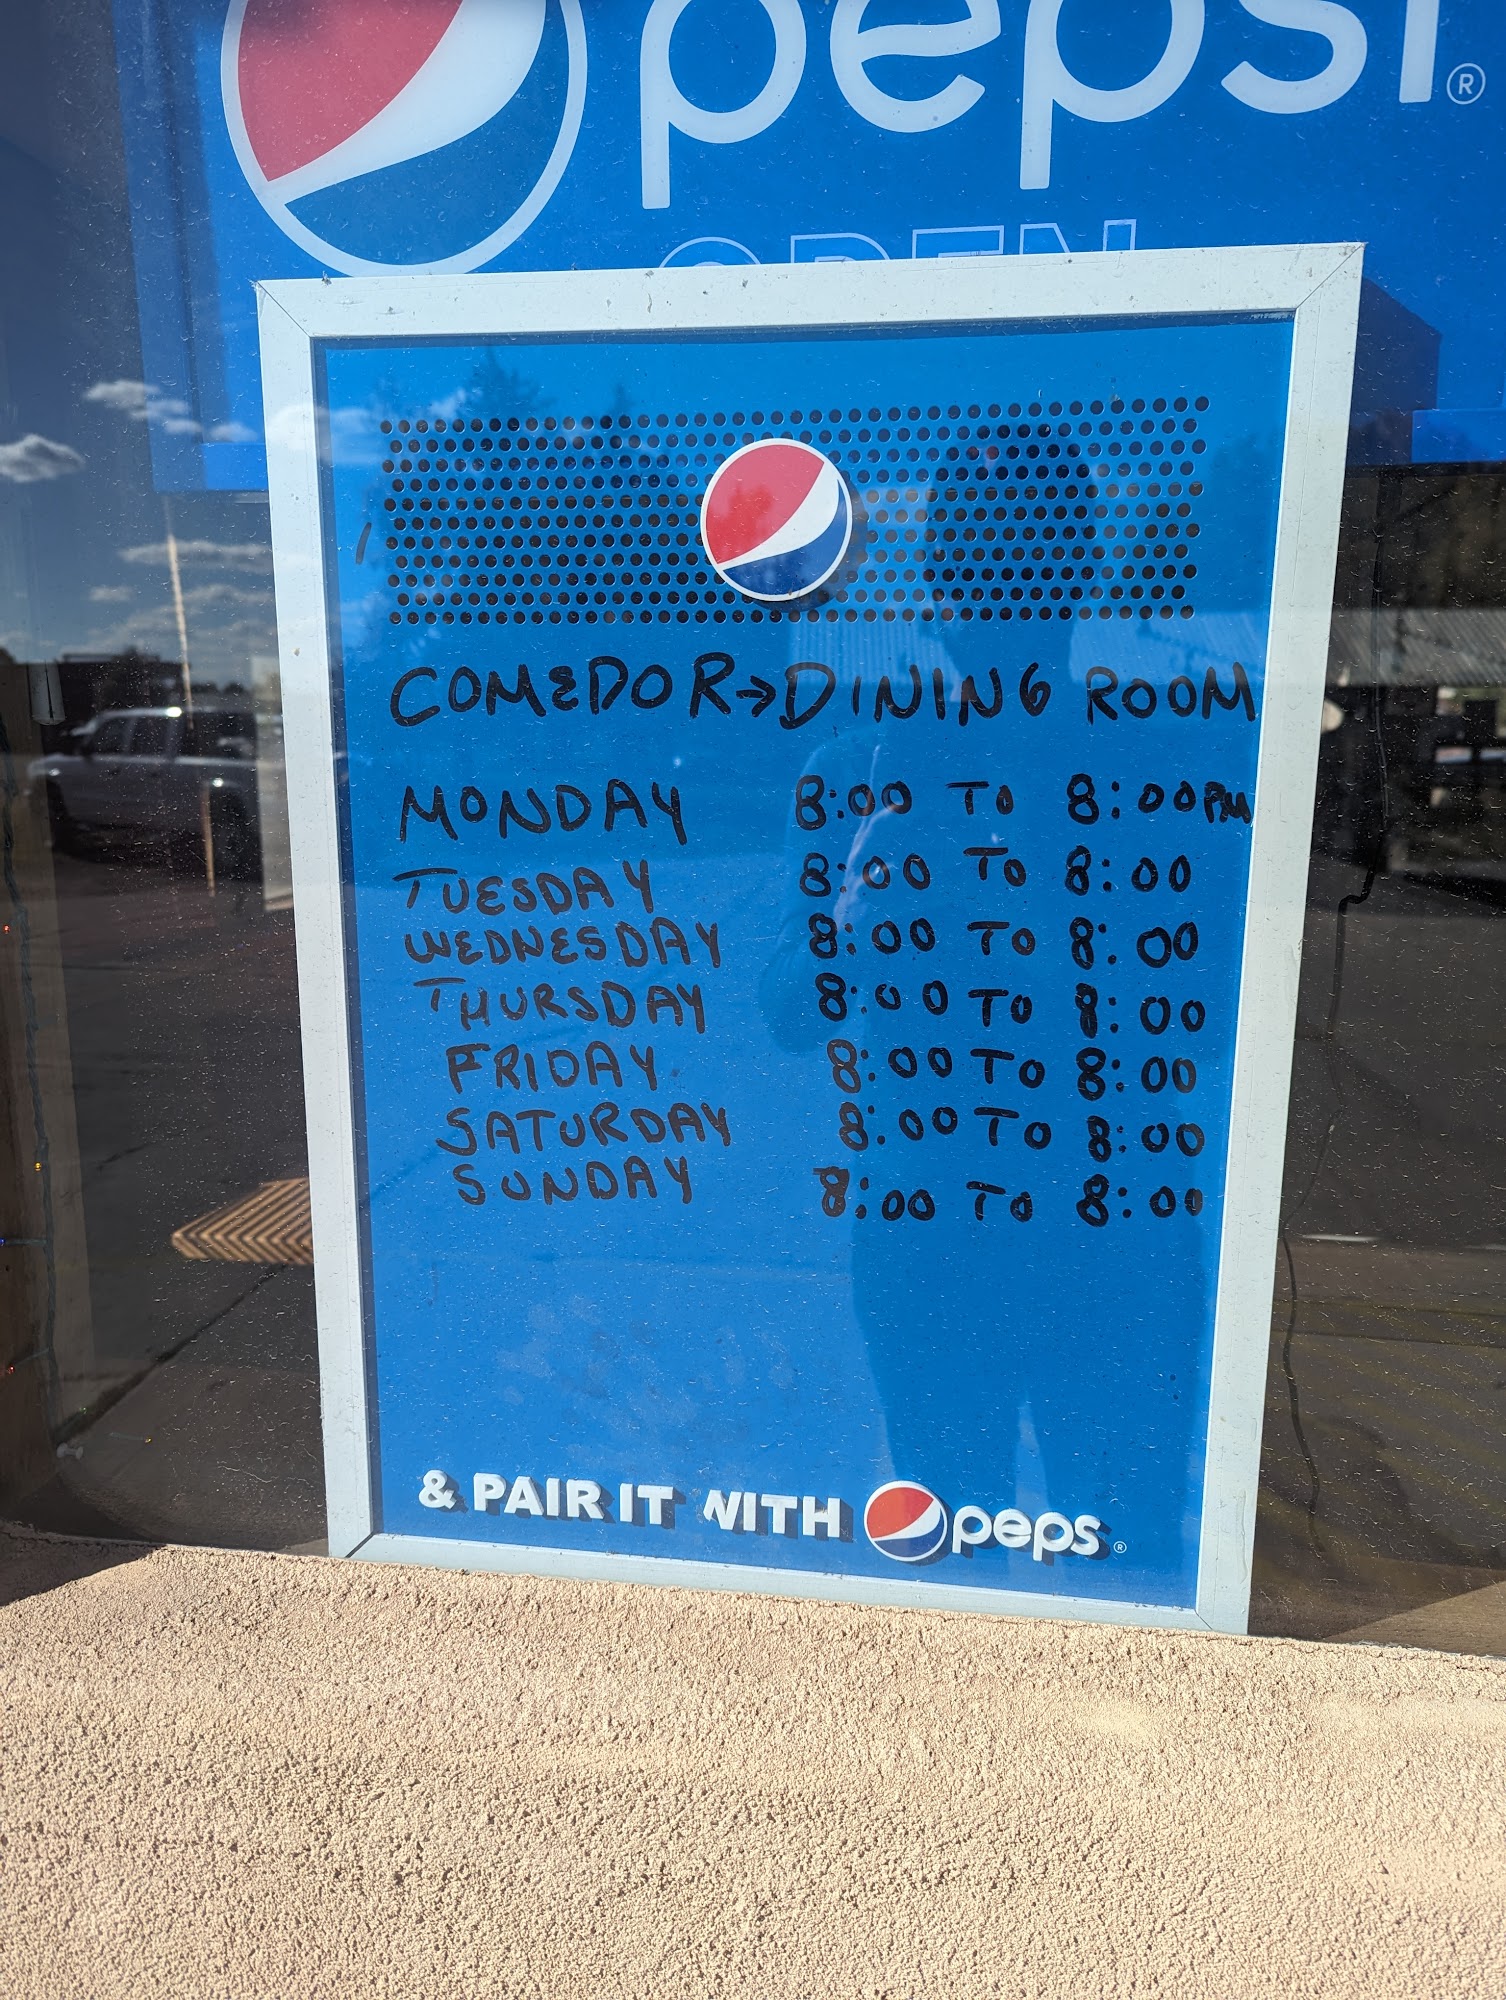 pepsi®
OPEN
COMEDOR→DINING ROOM
MONDAY 8:00 TO 8:00PM
TUESDAY 8:00 TO 8:00
WEDNESDAY 8:00 TO 8:00
THURSDAY 8:00 TO 8:00
FRIDAY 8:00 TO 8:00
SATURDAY 8:00 TO 8:00
SUNDAY 8:00 TO 8:00
& PAIR IT WITH pepsi®